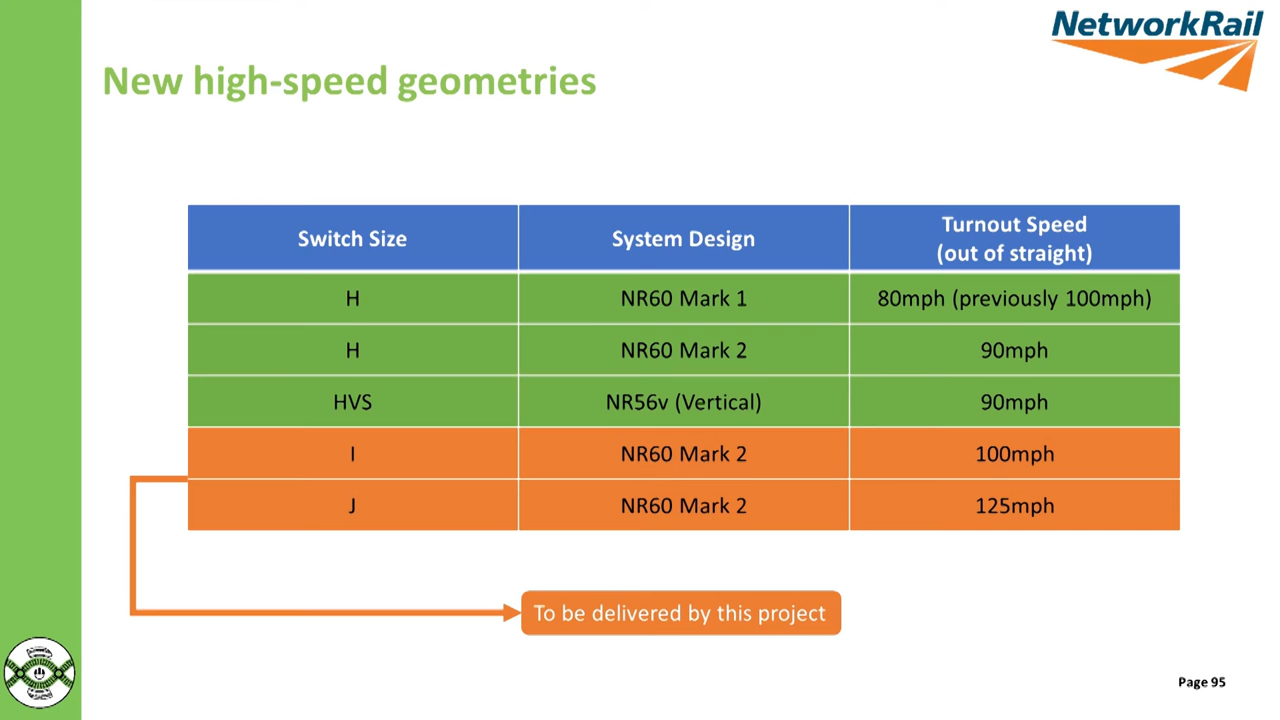 NetworkRail
New high-speed geometries
Switch Size
System Design
Turnout Speed
(out of straight)
H
NR60 Mark 1
80mph (previously 100mph)
H
NR60 Mark 2
90mph
HVS
NR56v (Vertical)
90mph
I
NR60 Mark 2
100mph
J
NR60 Mark 2
125mph
To be delivered by this project
Page 95